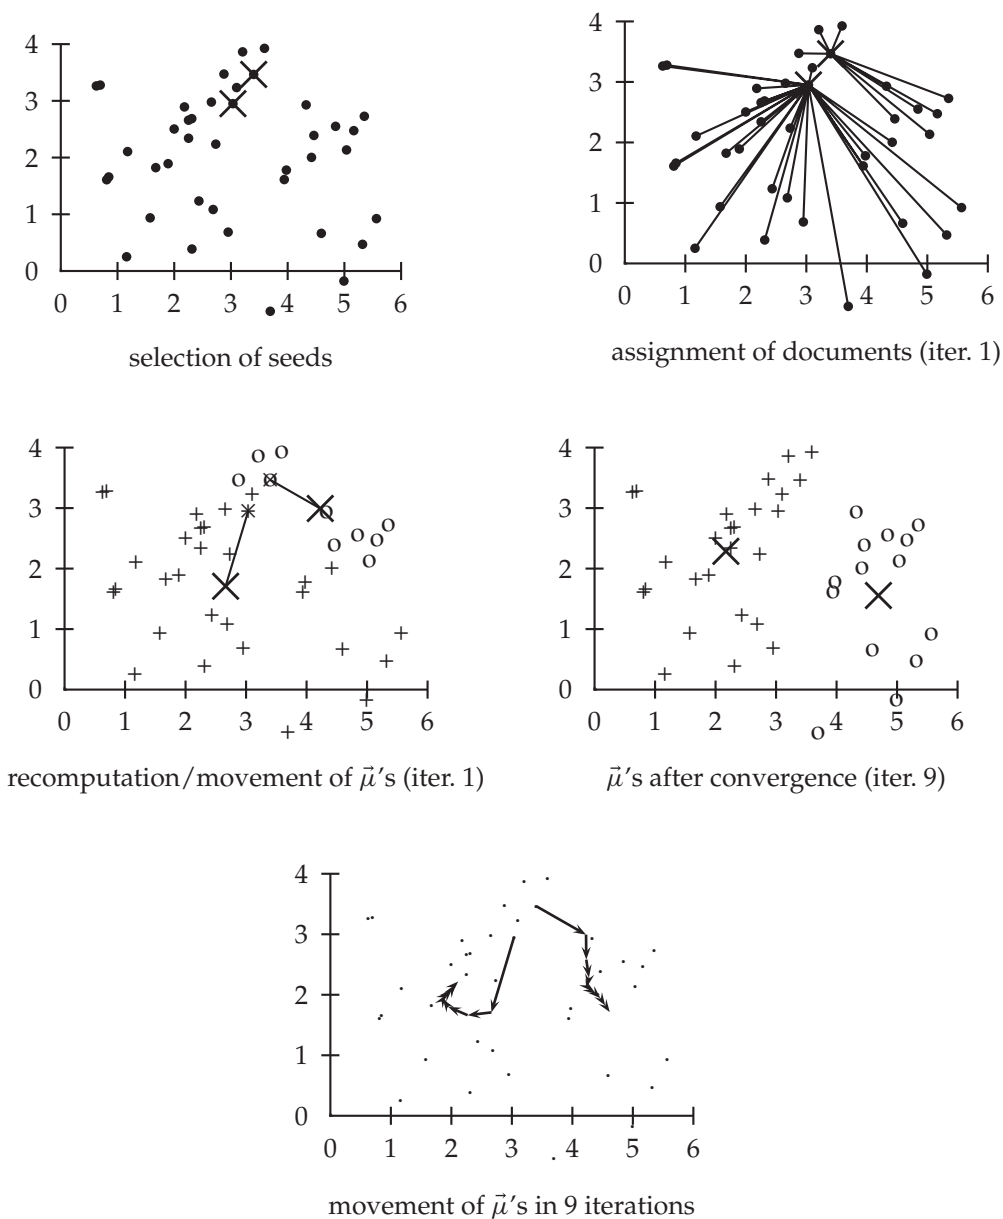 4
3
2
1
0
0 1 2 3 4 5 6
selection of seeds
4
3
2
1
0
0 1 2 3 4 5 6
assignment of documents (iter. 1)
4
3
2
1
0
0 1 2 3 4 5 6
recomputation/movement of μ⃗'s (iter. 1)
4
3
2
1
0
0 1 2 3 4 5 6
μ⃗'s after convergence (iter. 9)
4
3
2
1
0
0 1 2 3 4 5 6
movement of μ⃗'s in 9 iterations